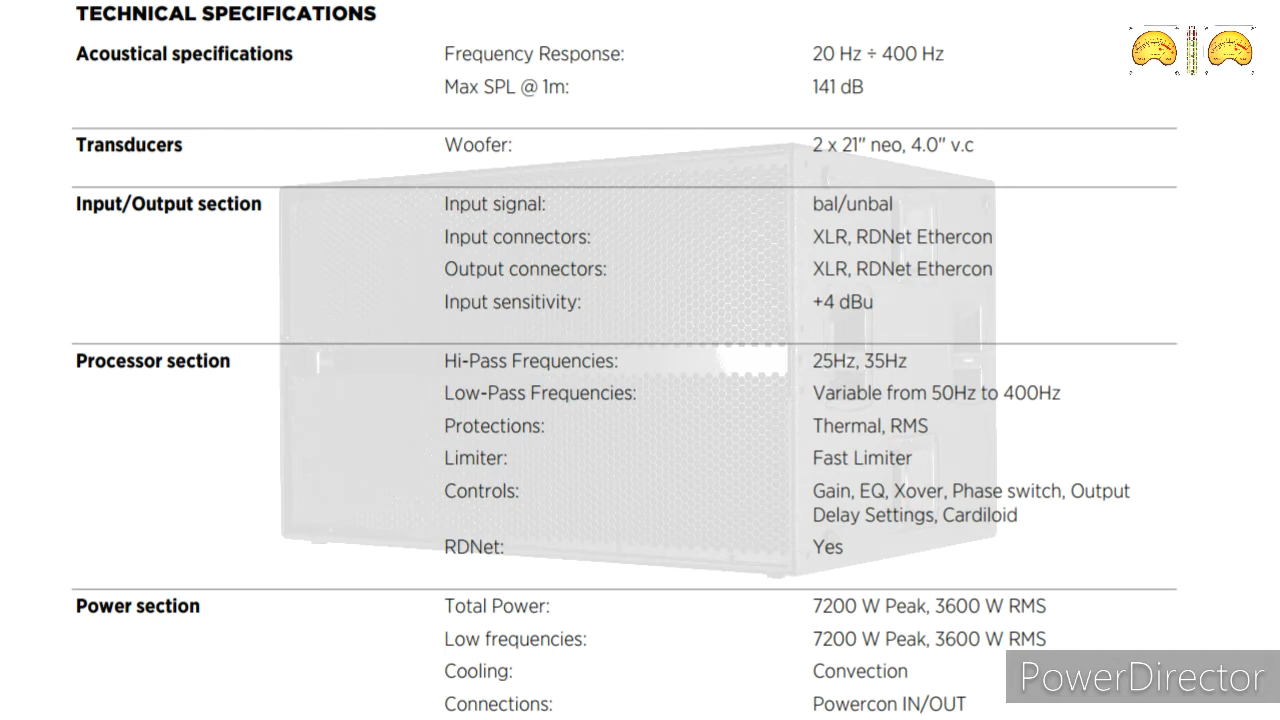 TECHNICAL SPECIFICATIONS
Acoustical specifications Frequency Response: 20 Hz ÷ 400 Hz
Max SPL @ 1m: 141 dB
Transducers Woofer: 2 x 21" neo, 4.0" v.c
Input/Output section Input signal: bal/unbal
Input connectors: XLR, RDNet Ethercon
Output connectors: XLR, RDNet Ethercon
Input sensitivity: +4 dBu
Processor section Hi-Pass Frequencies: 25Hz, 35Hz
Low-Pass Frequencies: Variable from 50Hz to 400Hz
Protections: Thermal, RMS
Limiter: Fast Limiter
Controls: Gain, EQ, Xover, Phase switch, Output
Delay Settings, Cardiloid
RDNet: Yes
Power section Total Power: 7200 W Peak, 3600 W RMS
Low frequencies: 7200 W Peak, 3600 W RMS
Cooling: Convection
Connections: Powercon IN/OUT
PowerDirector